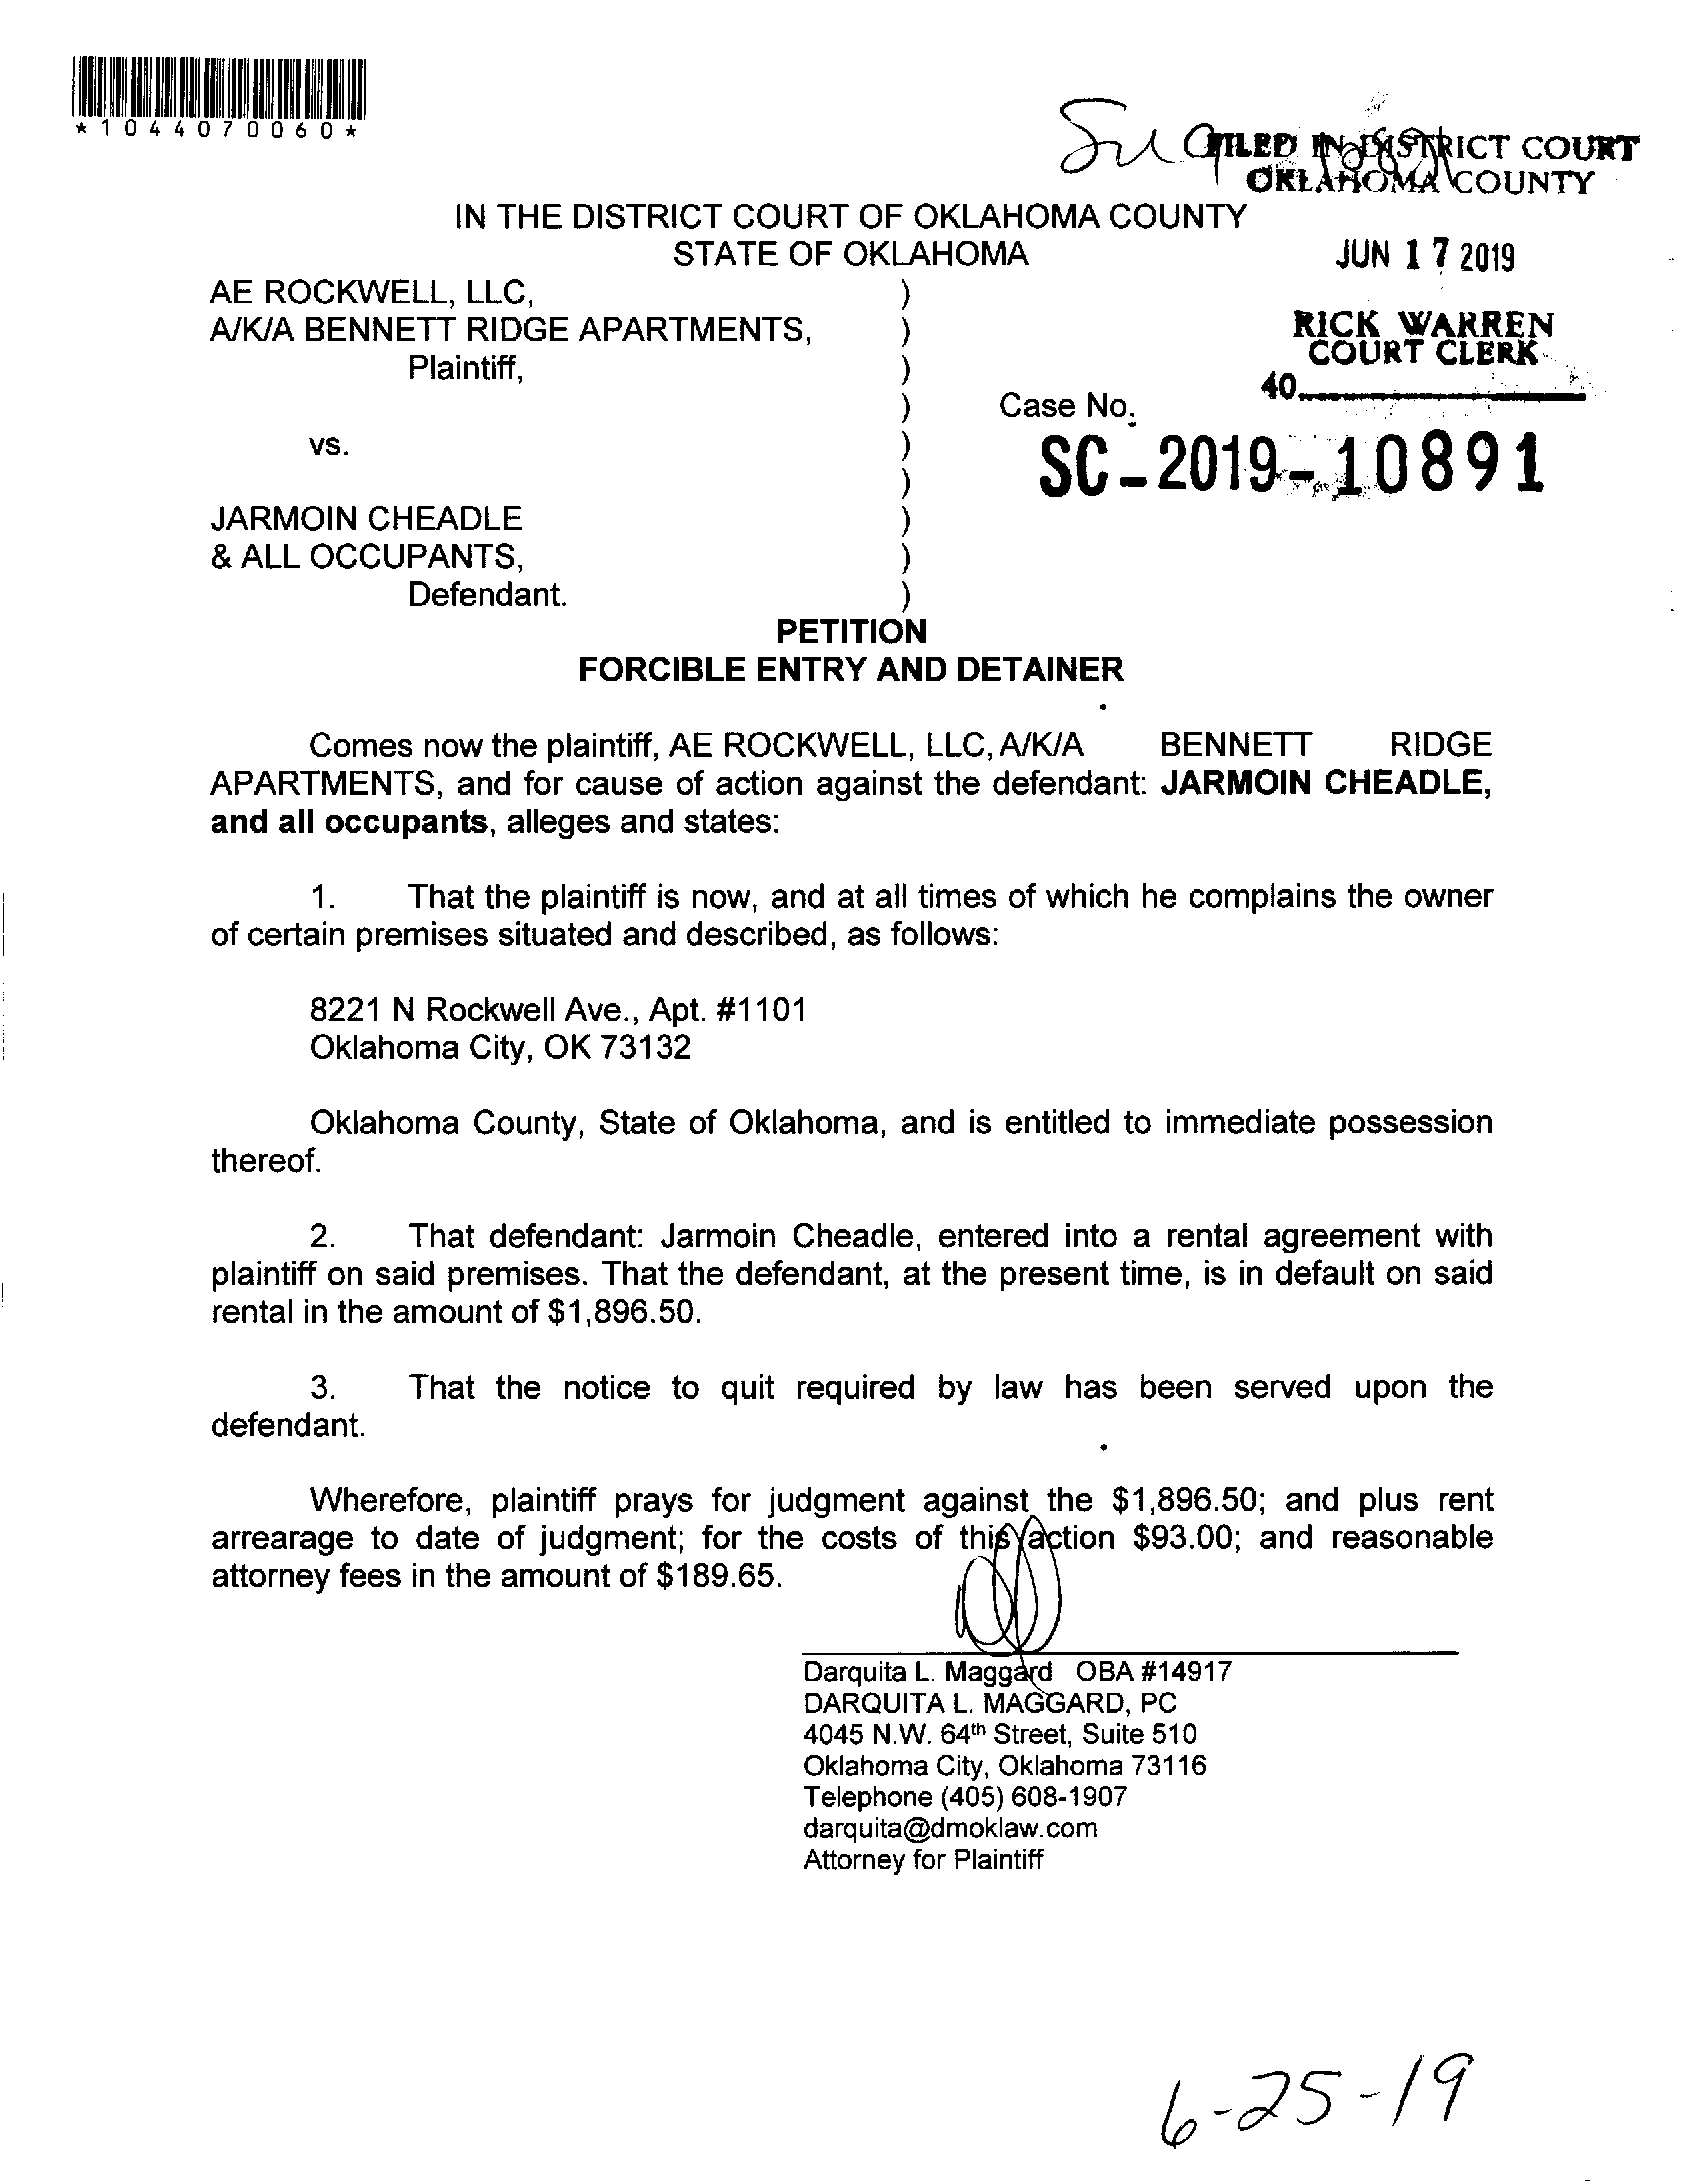 *1044070060*
FILED IN DISTRICT COURT
OKLAHOMA COUNTY
IN THE DISTRICT COURT OF OKLAHOMA COUNTY
STATE OF OKLAHOMA
JUN 17 2019
AE ROCKWELL, LLC, )
A/K/A BENNETT RIDGE APARTMENTS, )
RICK WARREN
COURT CLERK
Plaintiff, )
40
) Case No.
vs. )
) SC-2019-10891
JARMOIN CHEADLE )
& ALL OCCUPANTS, )
Defendant. )
PETITION
FORCIBLE ENTRY AND DETAINER
Comes now the plaintiff, AE ROCKWELL, LLC, A/K/A BENNETT RIDGE
APARTMENTS, and for cause of action against the defendant: JARMOIN CHEADLE,
and all occupants, alleges and states:
1. That the plaintiff is now, and at all times of which he complains the owner
of certain premises situated and described, as follows:
8221 N Rockwell Ave., Apt. #1101
Oklahoma City, OK 73132
Oklahoma County, State of Oklahoma, and is entitled to immediate possession
thereof.
2. That defendant: Jarmoin Cheadle, entered into a rental agreement with
plaintiff on said premises. That the defendant, at the present time, is in default on said
rental in the amount of $1,896.50.
3. That the notice to quit required by law has been served upon the
defendant.
Wherefore, plaintiff prays for judgment against the $1,896.50; and plus rent
arrearage to date of judgment; for the costs of this action $93.00; and reasonable
attorney fees in the amount of $189.65.
Darquita L. Maggard OBA #14917
DARQUITA L. MAGGARD, PC
4045 N.W. 64th Street, Suite 510
Oklahoma City, Oklahoma 73116
Telephone (405) 608-1907
darquita@dmoklaw.com
Attorney for Plaintiff
6-25-19